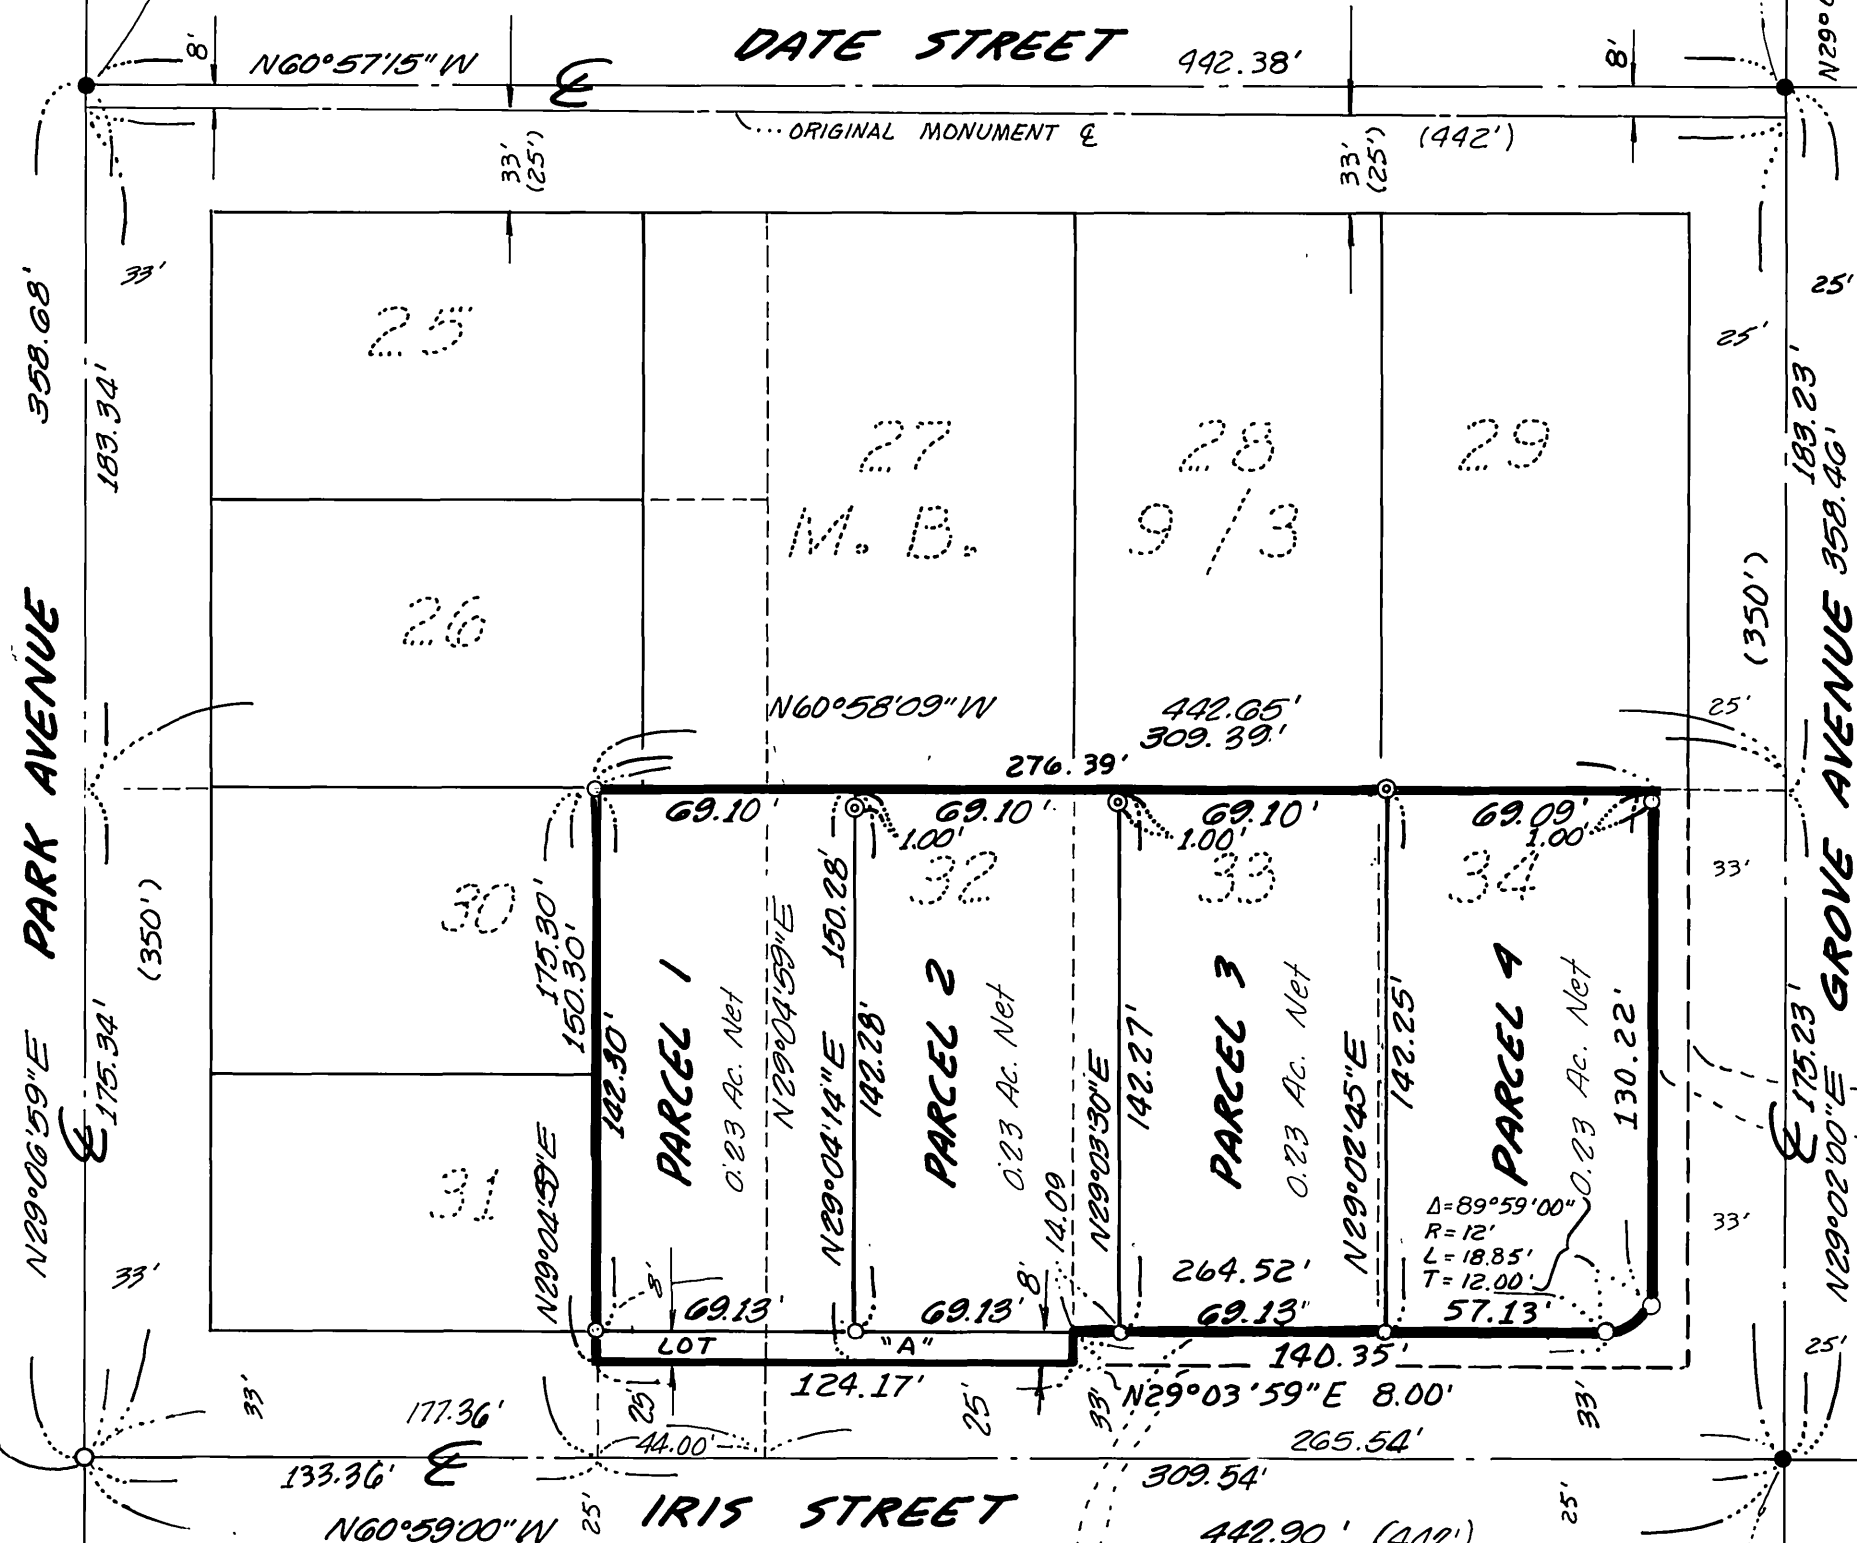 DATE STREET
8'
N60°57'15"W
442.38'
8'
ORIGINAL MONUMENT ℄
(442')
33'
(25')
33'
(25')
33'
25'
25'
358.68'
183.34'
183.23'
358.46'
25
27
28
29
M. B.
9 / 3
26
PARK AVENUE
(350')
GROVE AVENUE
N60°58'09"W
442.65'
309.39'
25'
276.39'
69.10'
69.10'
69.10'
69.09'
1.00'
1.00'
1.00'
30
32
33
34
33'
(350')
175.30'
150.30'
142.30'
PARCEL 1
0.23 Ac. Net
N29°04'59"E
150.28'
N29°04'14"E
142.28'
PARCEL 2
0.23 Ac. Net
N29°03'30"E
142.27'
PARCEL 3
0.23 Ac. Net
N29°02'45"E
142.25'
PARCEL 4
0.23 Ac. Net
130.22'
N29°06'59"E
℄
175.34'
175.23'
℄
N29°02'00"E
31
N29°04'59"E
14.09
Δ=89°59'00"
R=12'
L=18.85'
T=12.00'
33'
33'
8'
8'
264.52'
69.13'
69.13'
69.13'
57.13'
LOT "A"
140.35'
25'
124.17'
N29°03'59"E 8.00'
33'
25'
25'
33'
33'
177.36'
44.00'
265.54'
133.36'
℄
309.54'
IRIS STREET
25'
25'
N60°59'00"W
442.90' (442')